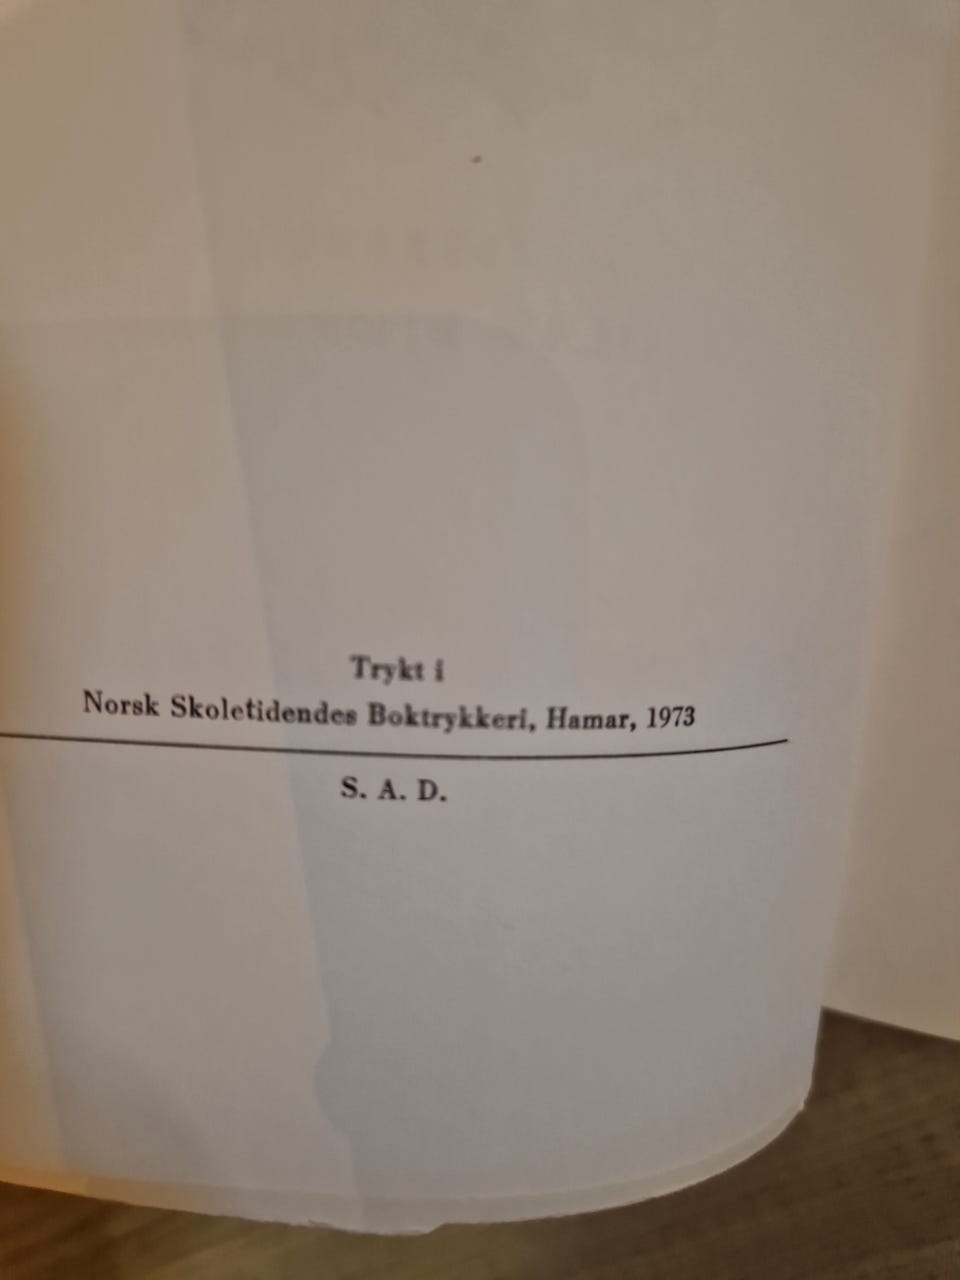 Trykt i
Norsk Skoletidendes Boktrykkeri, Hamar, 1973
S. A. D.